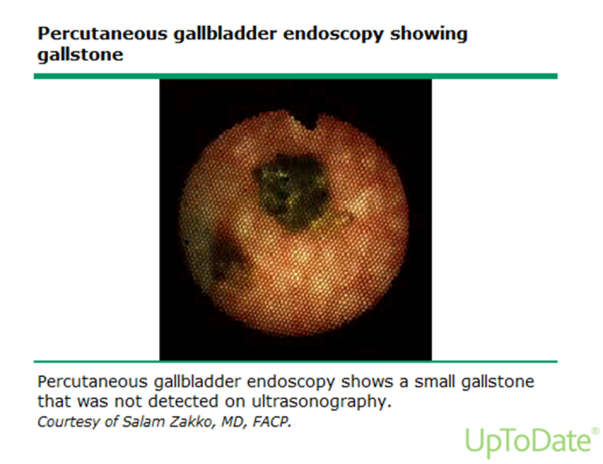 Percutaneous gallbladder endoscopy showing
gallstone
Percutaneous gallbladder endoscopy shows a small gallstone
that was not detected on ultrasonography.
Courtesy of Salam Zakko, MD, FACP.
UpToDate®